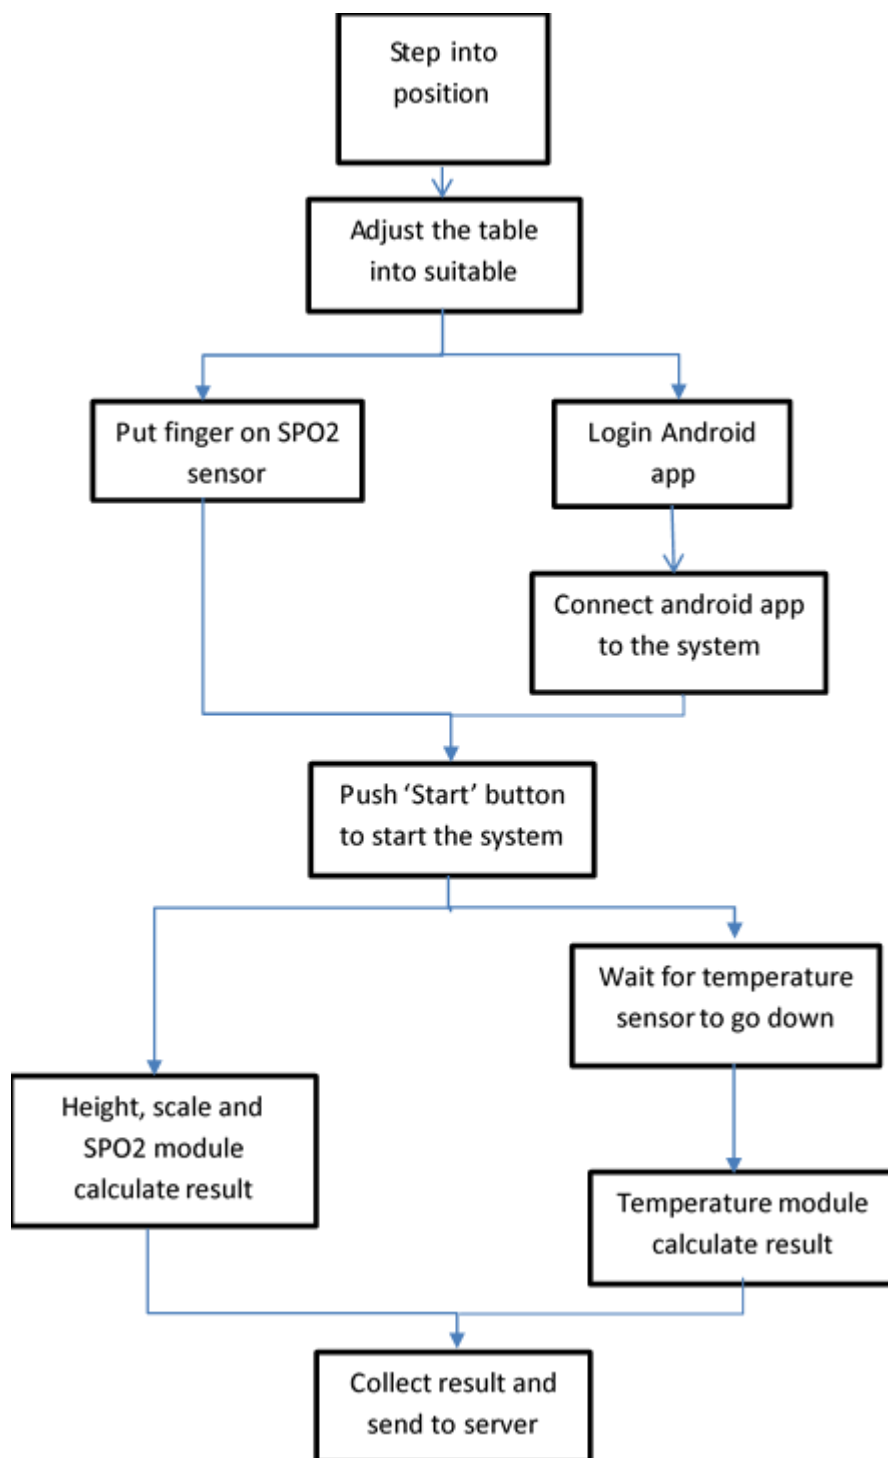 Step into
position
Adjust the table
into suitable
Put finger on SPO2
sensor
Login Android
app
Connect android app
to the system
Push ‘Start’ button
to start the system
Wait for temperature
sensor to go down
Height, scale and
SPO2 module
calculate result
Temperature module
calculate result
Collect result and
send to server